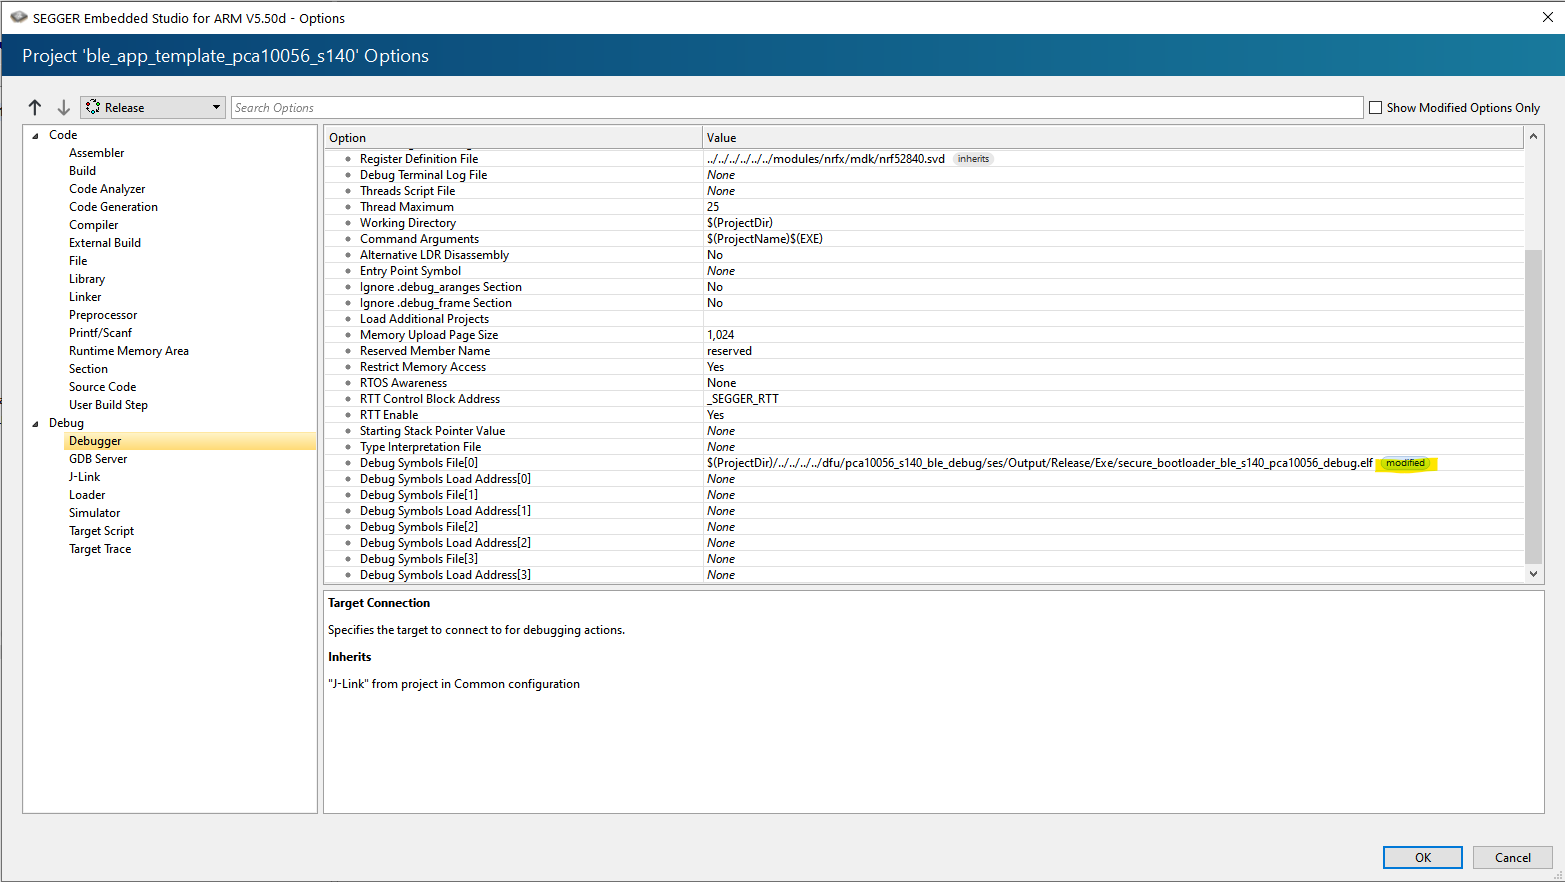 SEGGER Embedded Studio for ARM V5.50d - Options
Project 'ble_app_template_pca10056_s140' Options
Release
Search Options
Show Modified Options Only
Code
Assembler
Build
Code Analyzer
Code Generation
Compiler
External Build
File
Library
Linker
Preprocessor
Printf/Scanf
Runtime Memory Area
Section
Source Code
User Build Step
Debug
Debugger
GDB Server
J-Link
Loader
Simulator
Target Script
Target Trace
Option Value
Register Definition File ../../../../../../modules/nrfx/mdk/nrf52840.svd inherits
Debug Terminal Log File None
Threads Script File None
Thread Maximum 25
Working Directory $(ProjectDir)
Command Arguments $(ProjectName)$(EXE)
Alternative LDR Disassembly No
Entry Point Symbol None
Ignore .debug_aranges Section No
Ignore .debug_frame Section No
Load Additional Projects
Memory Upload Page Size 1,024
Reserved Member Name reserved
Restrict Memory Access Yes
RTOS Awareness None
RTT Control Block Address _SEGGER_RTT
RTT Enable Yes
Starting Stack Pointer Value None
Type Interpretation File None
Debug Symbols File[0] $(ProjectDir)/../../../../dfu/pca10056_s140_ble_debug/ses/Output/Release/Exe/secure_bootloader_ble_s140_pca10056_debug.elf modified
Debug Symbols Load Address[0] None
Debug Symbols File[1] None
Debug Symbols Load Address[1] None
Debug Symbols File[2] None
Debug Symbols Load Address[2] None
Debug Symbols File[3] None
Debug Symbols Load Address[3] None
Target Connection
Specifies the target to connect to for debugging actions.
Inherits
"J-Link" from project in Common configuration
OK
Cancel